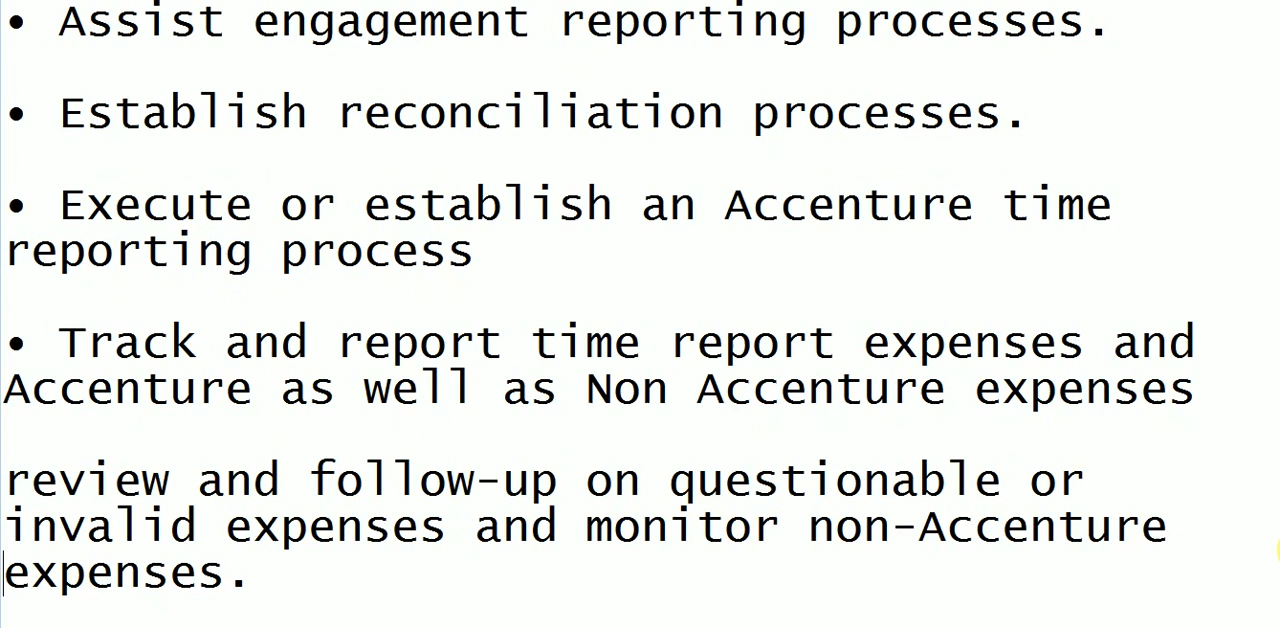 • Assist engagement reporting processes.
• Establish reconciliation processes.
• Execute or establish an Accenture time
reporting process
• Track and report time report expenses and
Accenture as well as Non Accenture expenses
review and follow-up on questionable or
invalid expenses and monitor non-Accenture
expenses.